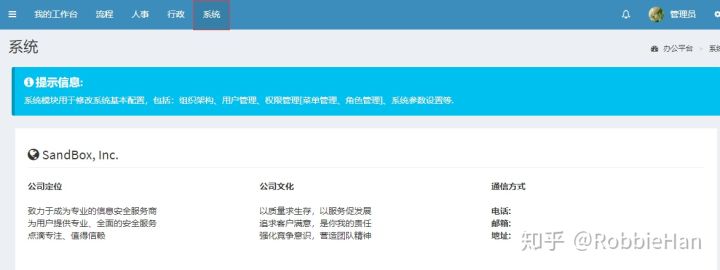 我的工作台 流程 人事 行政 系统 管理员
系统
办公平台 > 系统
提示信息:
系统模块用于修改系统基本配置，包括：组织架构、用户管理、权限管理[菜单管理、角色管理]、系统参数设置等.
SandBox, Inc.
公司定位 公司文化 通信方式
致力于成为专业的信息安全服务商 以质量求生存，以服务促发展 电话:
为用户提供专业、全面的安全服务 追求客户满意，是你我的责任 邮箱:
点滴专注、值得信赖 强化竞争意识，营造团队精神 地址:
知乎 @RobbieHan